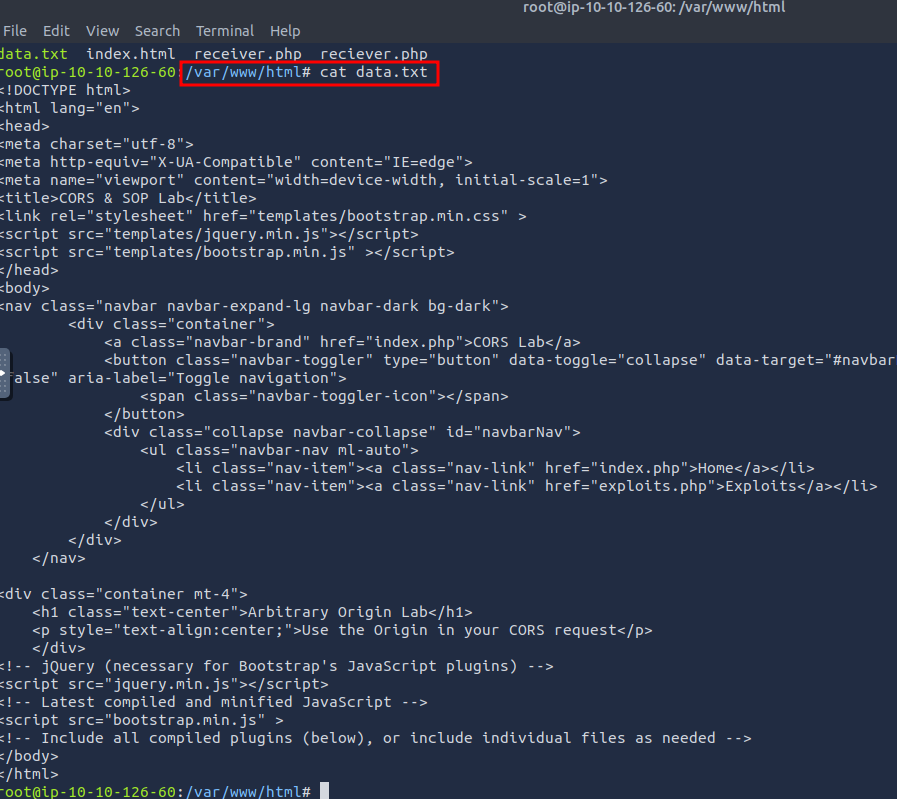 root@ip-10-10-126-60: /var/www/html
File Edit View Search Terminal Help
data.txt index.html receiver.php reciever.php
root@ip-10-10-126-60:/var/www/html# cat data.txt
<!DOCTYPE html>
<html lang="en">
<head>
<meta charset="utf-8">
<meta http-equiv="X-UA-Compatible" content="IE=edge">
<meta name="viewport" content="width=device-width, initial-scale=1">
<title>CORS & SOP Lab</title>
<link rel="stylesheet" href="templates/bootstrap.min.css" >
<script src="templates/jquery.min.js"></script>
<script src="templates/bootstrap.min.js" ></script>
</head>
<body>
<nav class="navbar navbar-expand-lg navbar-dark bg-dark">
        <div class="container">
            <a class="navbar-brand" href="index.php">CORS Lab</a>
            <button class="navbar-toggler" type="button" data-toggle="collapse" data-target="#navbar
alse" aria-label="Toggle navigation">
                <span class="navbar-toggler-icon"></span>
            </button>
            <div class="collapse navbar-collapse" id="navbarNav">
                <ul class="navbar-nav ml-auto">
                    <li class="nav-item"><a class="nav-link" href="index.php">Home</a></li>
                    <li class="nav-item"><a class="nav-link" href="exploits.php">Exploits</a></li>
                </ul>
            </div>
        </div>
    </nav>
<div class="container mt-4">
    <h1 class="text-center">Arbitrary Origin Lab</h1>
    <p style="text-align:center;">Use the Origin in your CORS request</p>
    </div>
<!-- jQuery (necessary for Bootstrap's JavaScript plugins) -->
<script src="jquery.min.js"></script>
<!-- Latest compiled and minified JavaScript -->
<script src="bootstrap.min.js" >
<!-- Include all compiled plugins (below), or include individual files as needed -->
</body>
</html>
root@ip-10-10-126-60:/var/www/html#